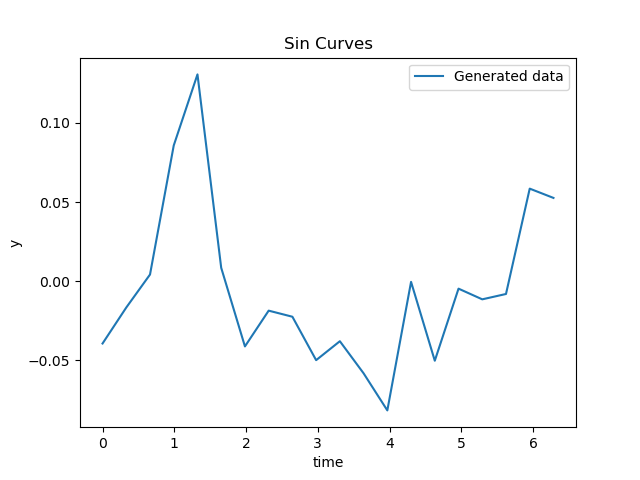 Sin Curves
Generated data
0.10
0.05
0.00
−0.05
y
0 1 2 3 4 5 6
time